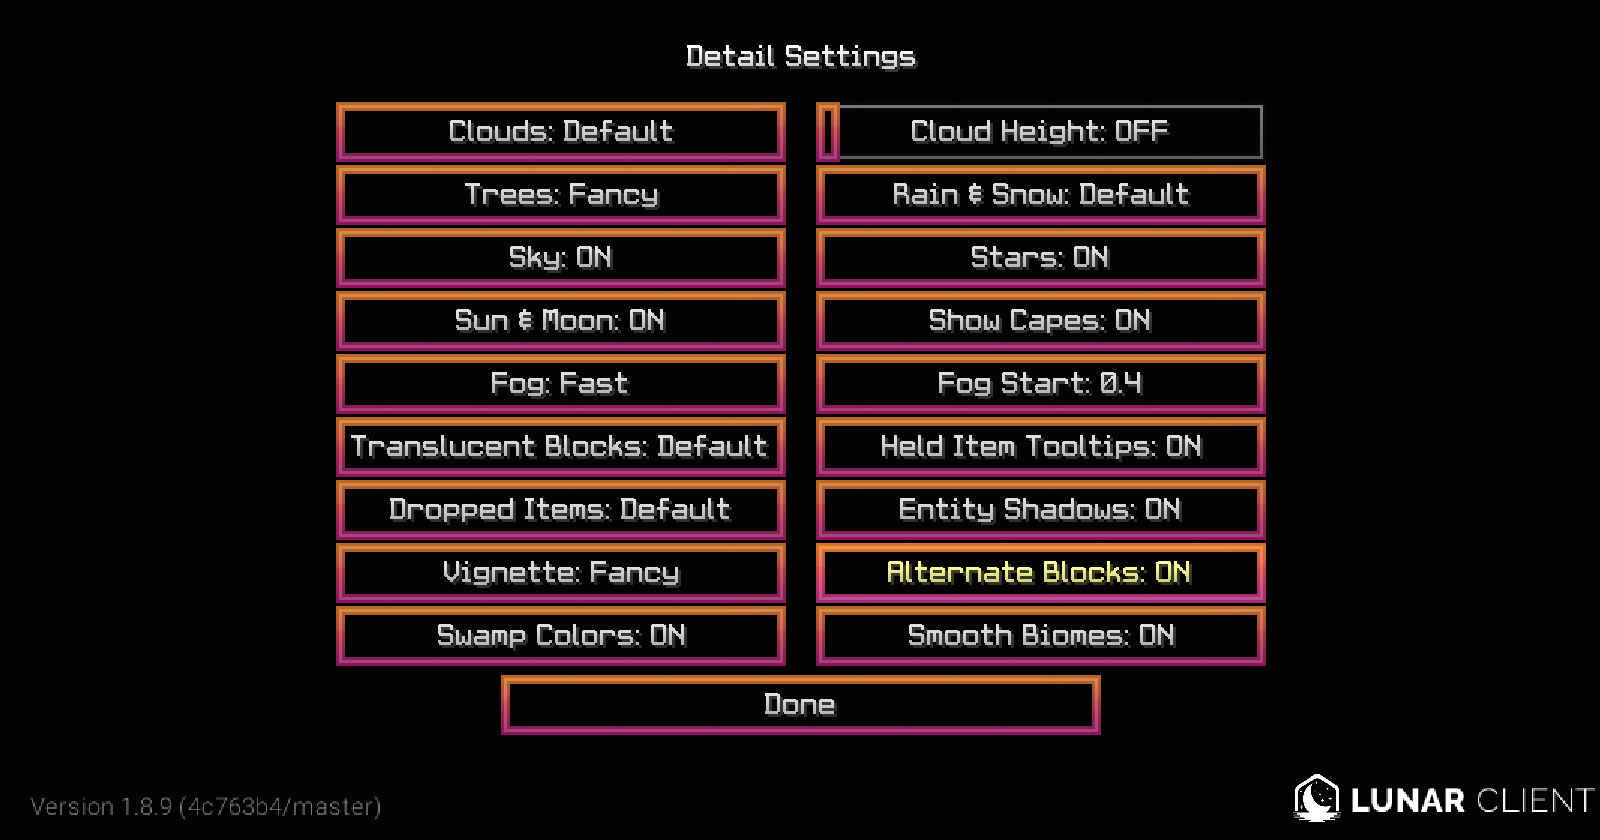 Detail Settings
Clouds: Default
Cloud Height: OFF
Trees: Fancy
Rain & Snow: Default
Sky: ON
Stars: ON
Sun & Moon: ON
Show Capes: ON
Fog: Fast
Fog Start: 0.4
Translucent Blocks: Default
Held Item Tooltips: ON
Dropped Items: Default
Entity Shadows: ON
Vignette: Fancy
Alternate Blocks: ON
Swamp Colors: ON
Smooth Biomes: ON
Done
Version 1.8.9 (4c763b4/master)
LUNAR CLIENT